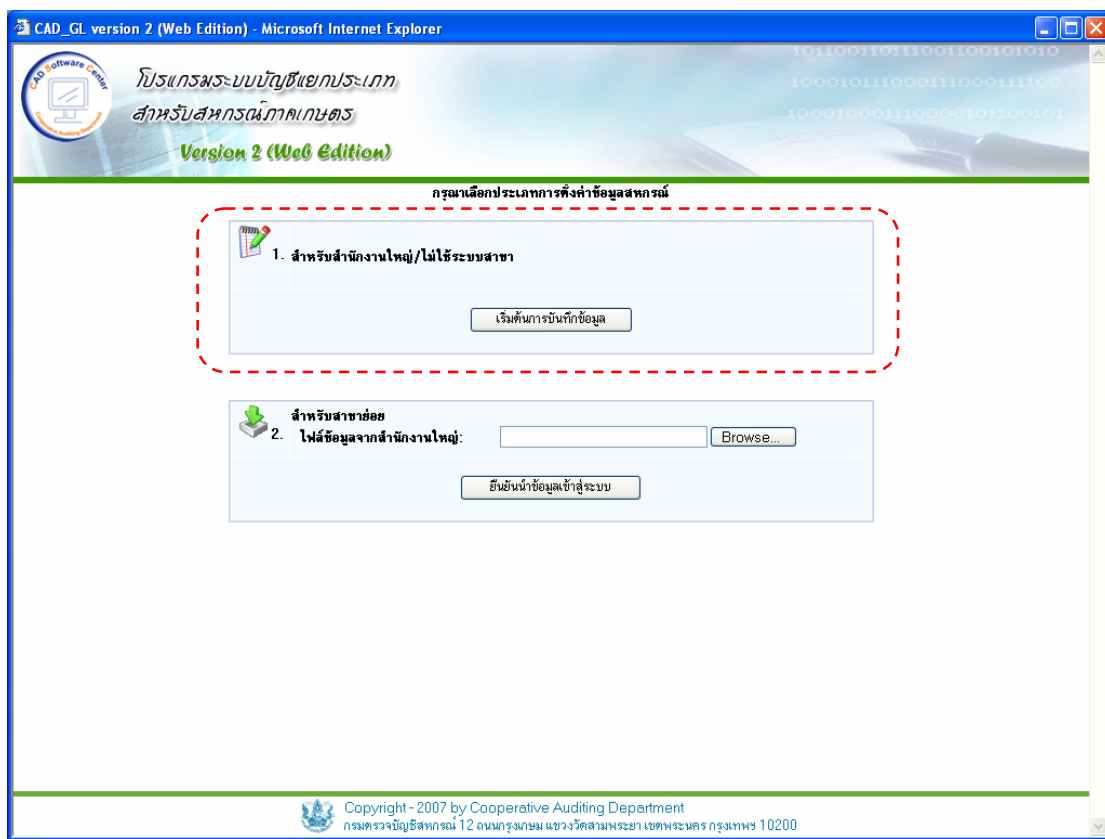 CAD_GL version 2 (Web Edition) - Microsoft Internet Explorer
CAD Software Center
Cooperative Auditing Department
โปรแกรมระบบบัญชีแยกประเภท
สำหรับสหกรณ์ภาคเกษตร
Version 2 (Web Edition)
1011001101111001100101010
1000101110000111000111100
1000100001110000101100101
กรุณาเลือกประเภทการตั้งค่าข้อมูลสหกรณ์
1. สำหรับสำนักงานใหญ่/ไม่ใช้ระบบสาขา
เริ่มต้นการบันทึกข้อมูล
สำหรับสาขาย่อย
2. ไฟล์ข้อมูลจากสำนักงานใหญ่: Browse...
ยืนยันนำข้อมูลเข้าสู่ระบบ
Copyright - 2007 by Cooperative Auditing Department
กรมตรวจบัญชีสหกรณ์ 12 ถนนกรุงเกษม แขวงวัดสามพระยา เขตพระนคร กรุงเทพฯ 10200